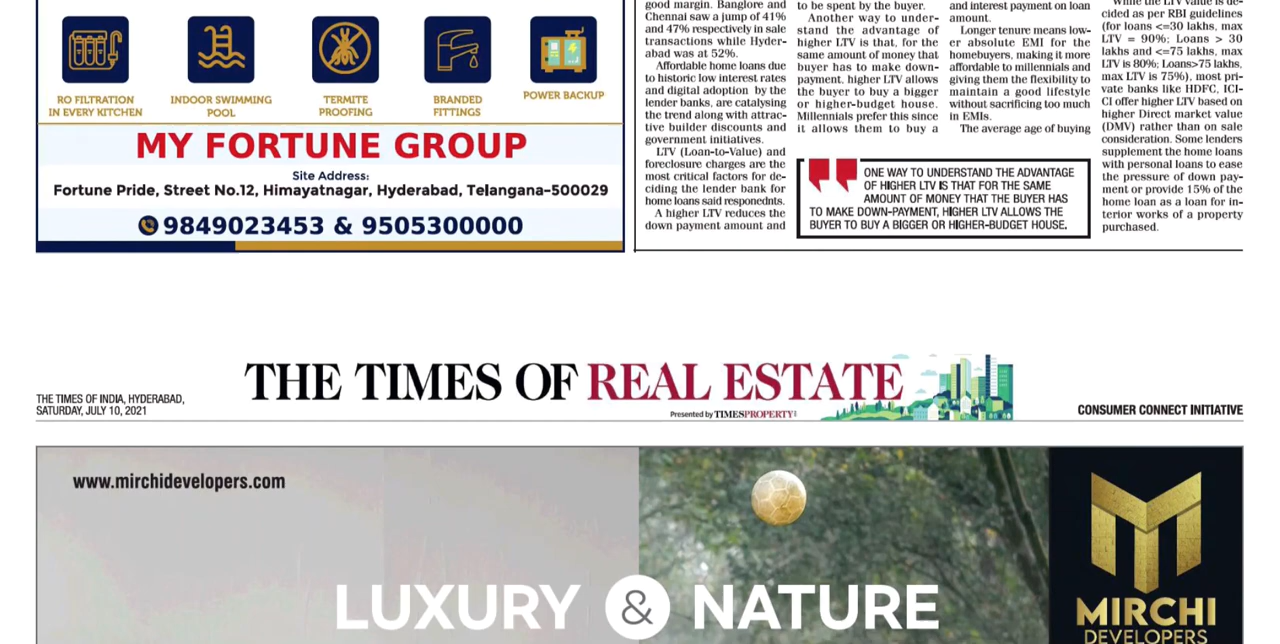 RO FILTRATION
IN EVERY KITCHEN
INDOOR SWIMMING
POOL
TERMITE
PROOFING
BRANDED
FITTINGS
POWER BACKUP
MY FORTUNE GROUP
Site Address:
Fortune Pride, Street No.12, Himayatnagar, Hyderabad, Telangana-500029
9849023453 & 9505300000
good margin. Banglore and
Chennai saw a jump of 41%
and 47% respectively in sale
transactions while Hyder-
abad was at 52%.
Affordable home loans due
to historic low interest rates
and digital adoption by the
lender banks, are catalysing
the trend along with attrac-
tive builder discounts and
government initiatives.
LTV (Loan-to-Value) and
foreclosure charges are the
most critical factors for de-
ciding the lender bank for
home loans said responednts.
A higher LTV reduces the
down payment amount and
to be spent by the buyer.
Another way to under-
stand the advantage of
higher LTV is that, for the
same amount of money that
buyer has to make down-
payment, higher LTV allows
the buyer to buy a bigger
or higher-budget house.
Millennials prefer this since
it allows them to buy a
and interest payment on loan
amount.
Longer tenure means low-
er absolute EMI for the
homebuyers, making it more
affordable to millennials and
giving them the flexibility to
maintain a good lifestyle
without sacrificing too much
in EMIs.
The average age of buying
ONE WAY TO UNDERSTAND THE ADVANTAGE
OF HIGHER LTV IS THAT FOR THE SAME
AMOUNT OF MONEY THAT THE BUYER HAS
TO MAKE DOWN-PAYMENT, HIGHER LTV ALLOWS THE
BUYER TO BUY A BIGGER OR HIGHER-BUDGET HOUSE.
While the LTV value is de-
cided as per RBI guidelines
(for loans <=30 lakhs, max
LTV = 90%; Loans > 30
lakhs and <=75 lakhs, max
LTV is 80%; Loans>75 lakhs,
max LTV is 75%), most pri-
vate banks like HDFC, ICI-
CI offer higher LTV based on
higher Direct market value
(DMV) rather than on sale
consideration. Some lenders
supplement the home loans
with personal loans to ease
the pressure of down pay-
ment or provide 15% of the
home loan as a loan for in-
terior works of a property
purchased.
THE TIMES OF INDIA, HYDERABAD,
SATURDAY, JULY 10, 2021
THE TIMES OF REAL ESTATE
Presented by TIMESPROPERTY
CONSUMER CONNECT INITIATIVE
www.mirchidevelopers.com
LUXURY & NATURE
MIRCHI
DEVELOPERS